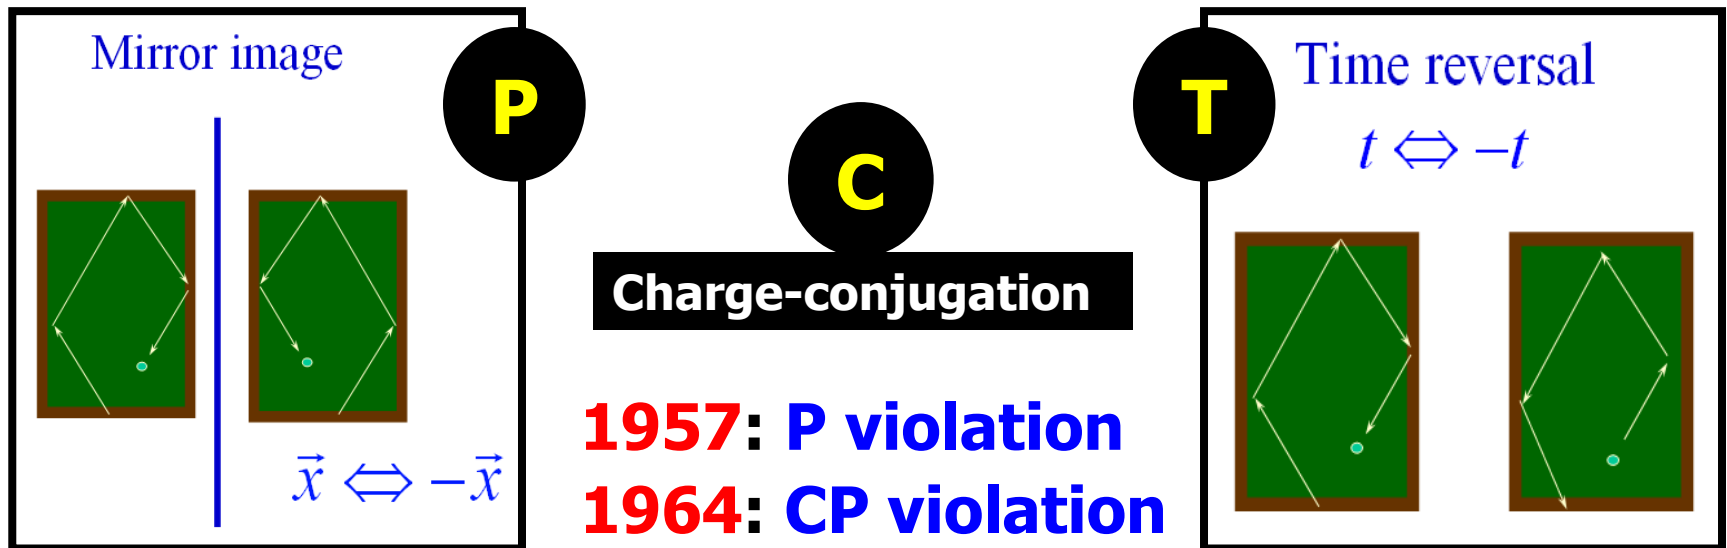 Mirror image
P
x⃗ ⇔ −x⃗
C
Charge-conjugation
1957: P violation
1964: CP violation
T
Time reversal
t ⇔ −t